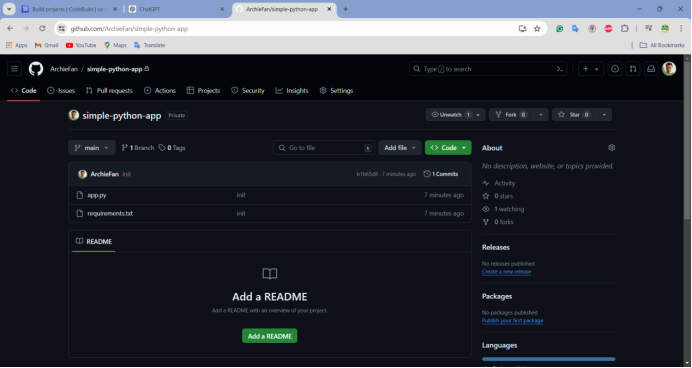 Build projects | CodeBuild | us-
ChatGPT
ArchieFan/simple-python-app
github.com/ArchieFan/simple-python-app
Apps
Gmail
YouTube
Maps
Translate
All Bookmarks
ArchieFan / simple-python-app
Type / to search
Code
Issues
Pull requests
Actions
Projects
Security
Insights
Settings
simple-python-app
Private
Unwatch 1
Fork 0
Star 0
main
1 Branch
0 Tags
Go to file
t
Add file
Code
ArchieFan init
7 minutes ago
1 Commits
app.py
init
7 minutes ago
requirements.txt
init
7 minutes ago
README
Add a README
Add a README with an overview of your project.
Add a README
About
No description, website, or topics provided.
Activity
0 stars
1 watching
0 forks
Releases
No releases published
Create a new release
Packages
No packages published
Publish your first package
Languages